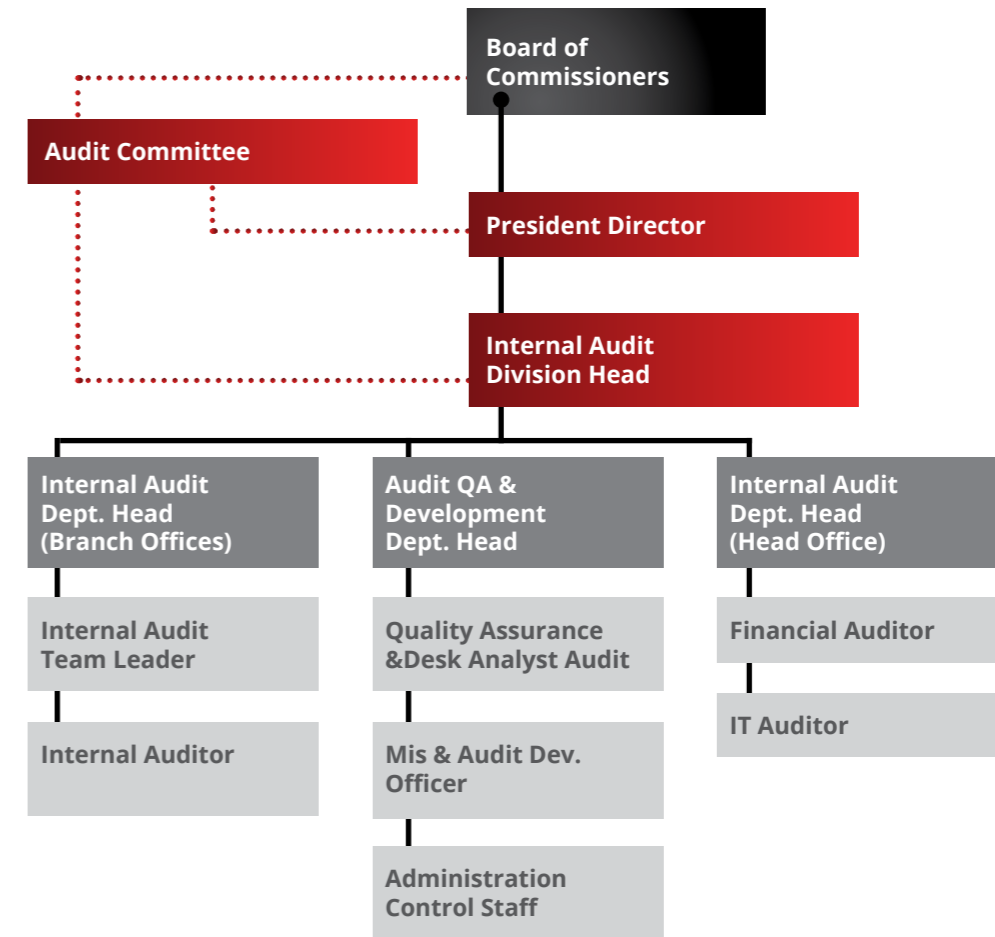 Board of
Commissioners
Audit Committee
President Director
Internal Audit
Division Head
Internal Audit
Dept. Head
(Branch Offices)
Audit QA &
Development
Dept. Head
Internal Audit
Dept. Head
(Head Office)
Internal Audit
Team Leader
Quality Assurance
&Desk Analyst Audit
Financial Auditor
Internal Auditor
Mis & Audit Dev.
Officer
IT Auditor
Administration
Control Staff